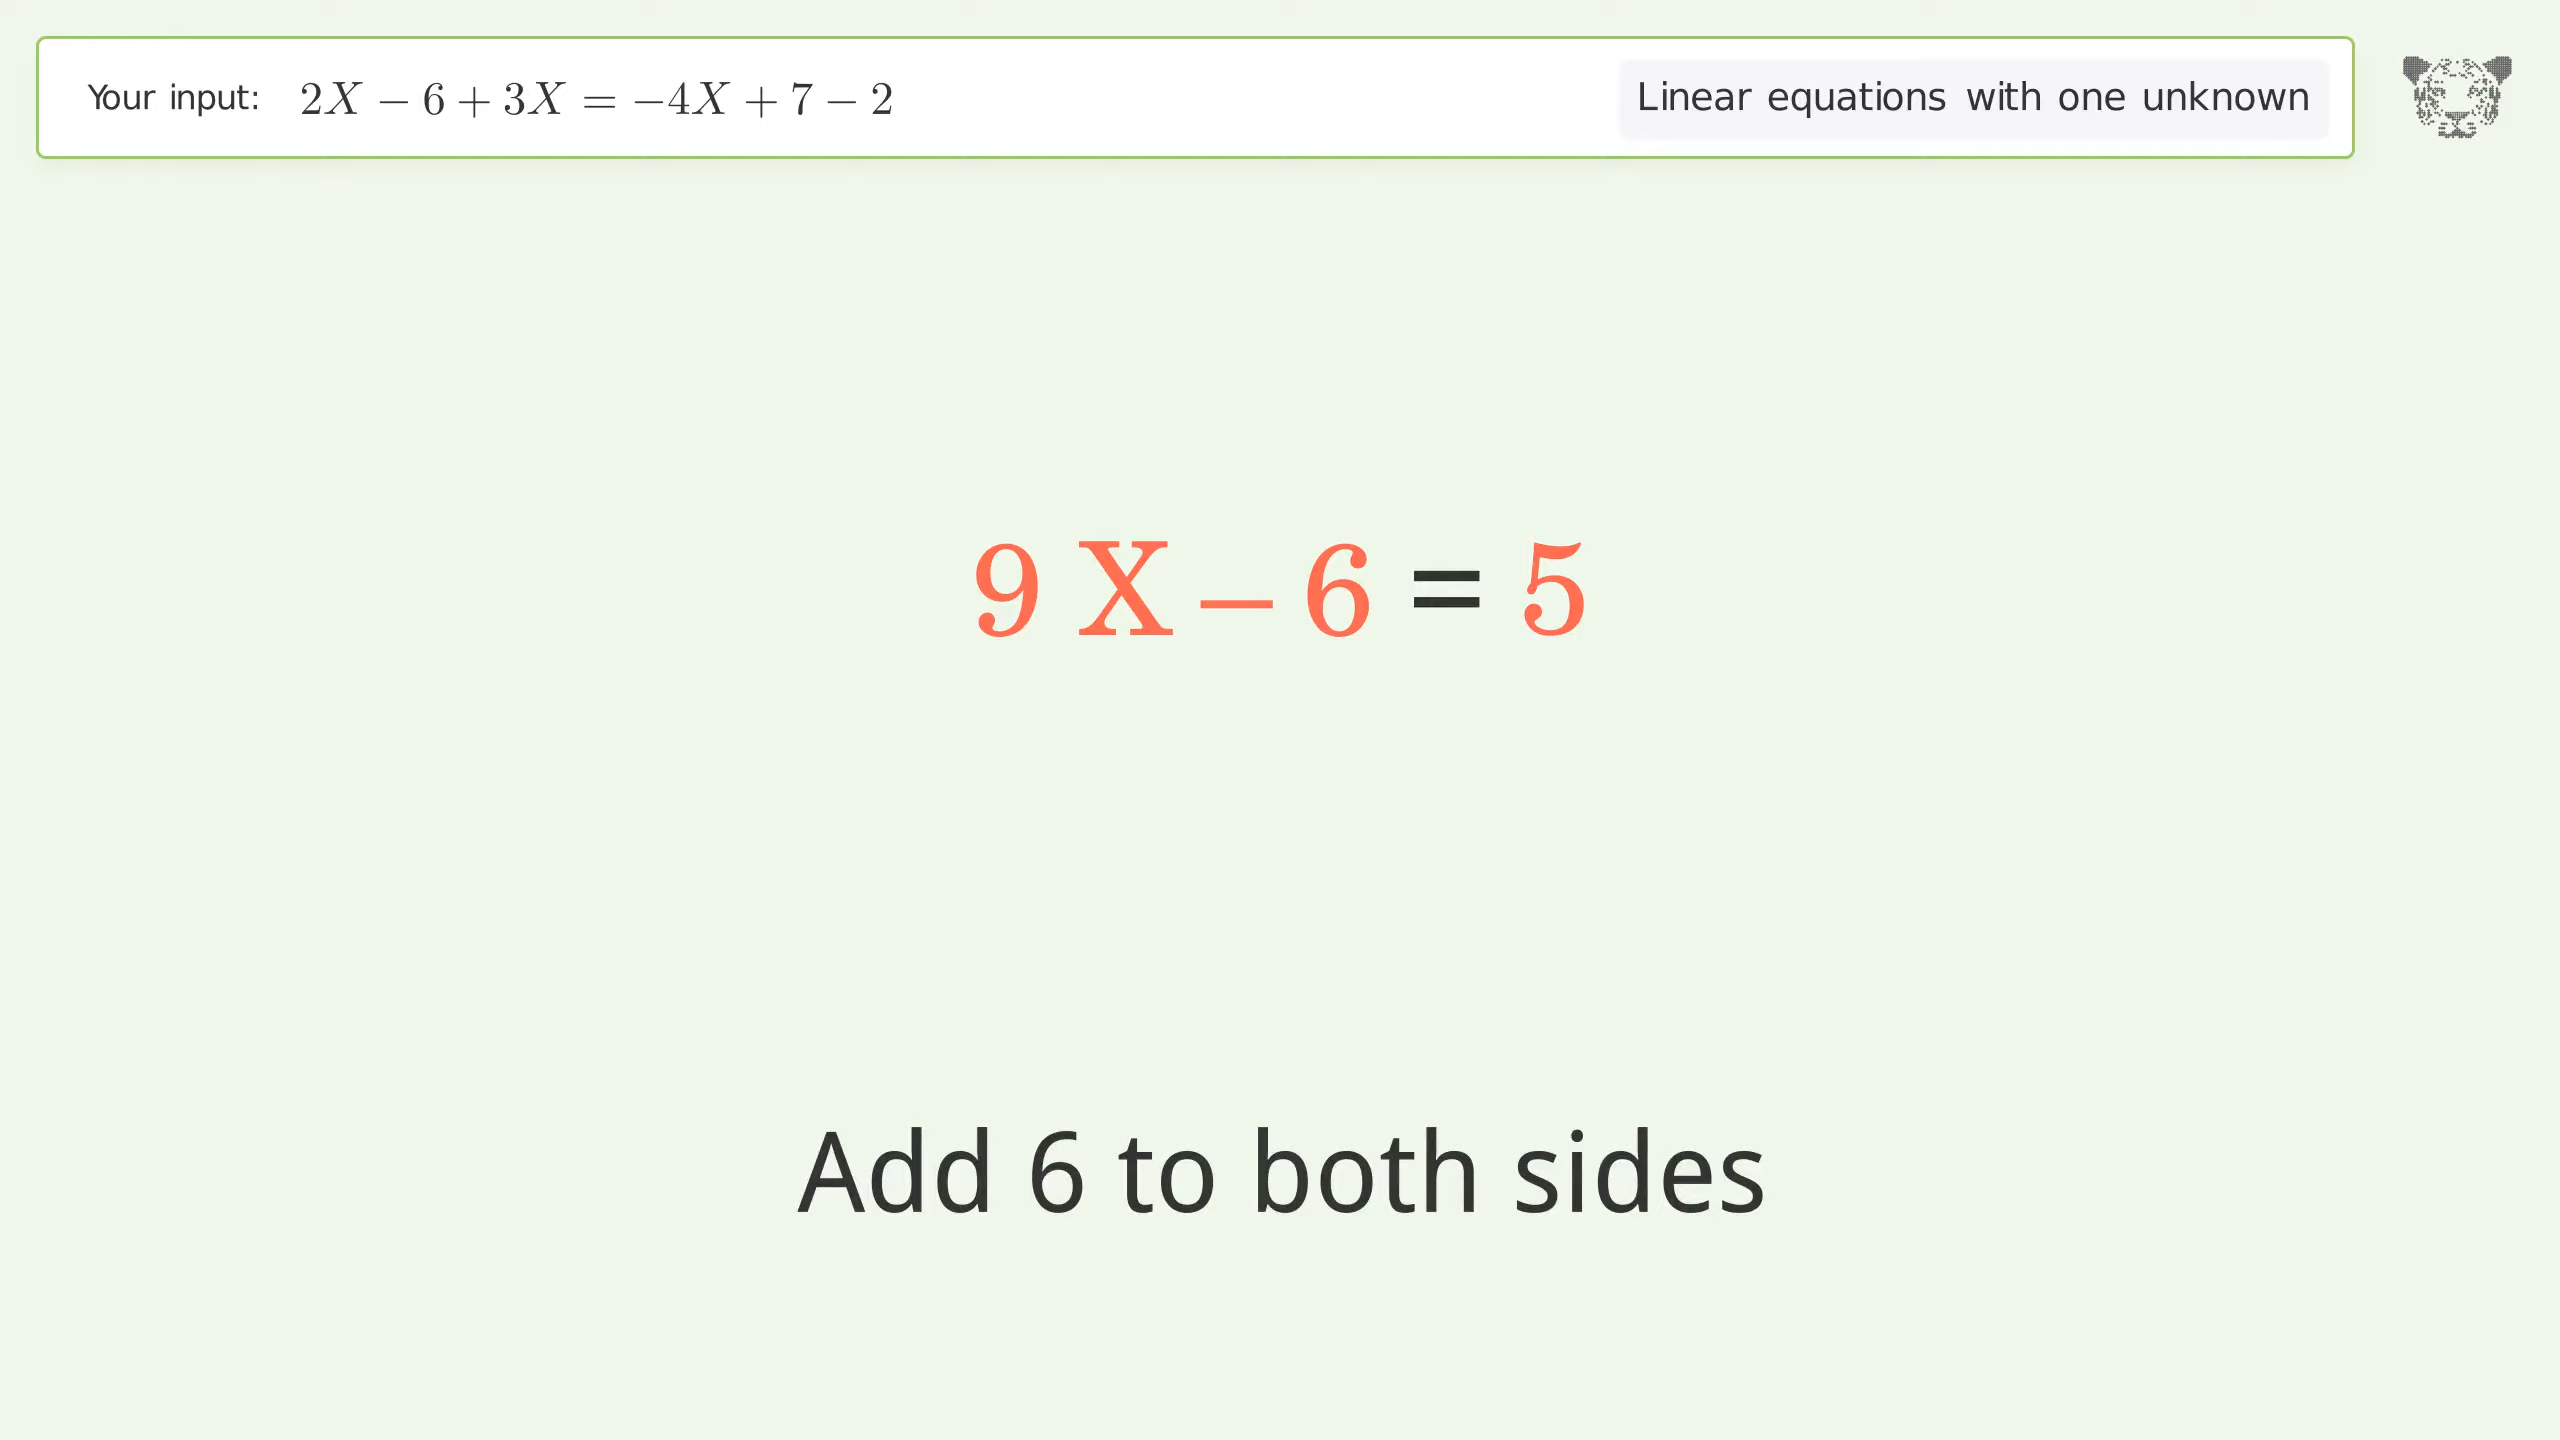 Your input: 2X − 6 + 3X = −4X + 7 − 2
Linear equations with one unknown
9 X − 6 = 5
Add 6 to both sides